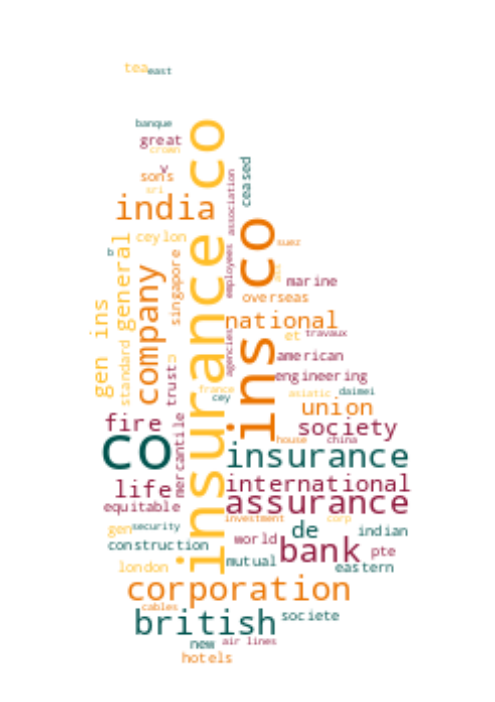 tea east
banque
great
crown
v
sons
sri
india
ceylon
b
general
gen ins
standard
company
singapore
co
trust
insurance co
association
employees
agencies
ceased
ins co
suez
marine
overseas
national
et travaux
american
engineering
france
cey
asiatic daimei
union
society
house china
fire
co
mercantile
life
equitable
insurance
international
assurance
gen security
construction
london
investment corp
de indian
world bank pte
mutual eastern
corporation
cables
british societe
new air lines
hotels